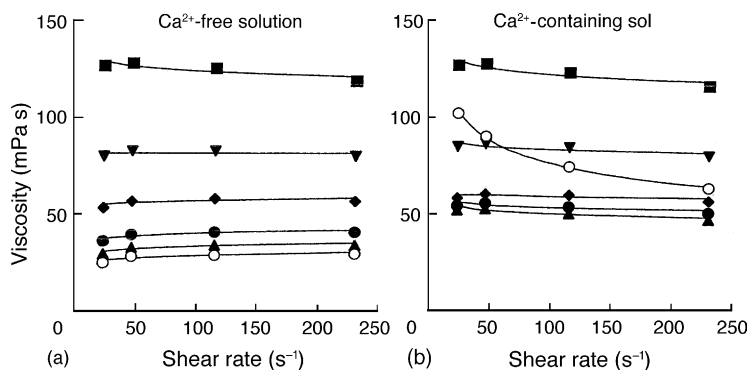 Ca²⁺-free solution
Ca²⁺-containing sol
150
100
50
0
Viscosity (mPa s)
0 50 100 150 200 250
(a)
Shear rate (s⁻¹)
150
100
50
0
0 50 100 150 200 250
(b)
Shear rate (s⁻¹)